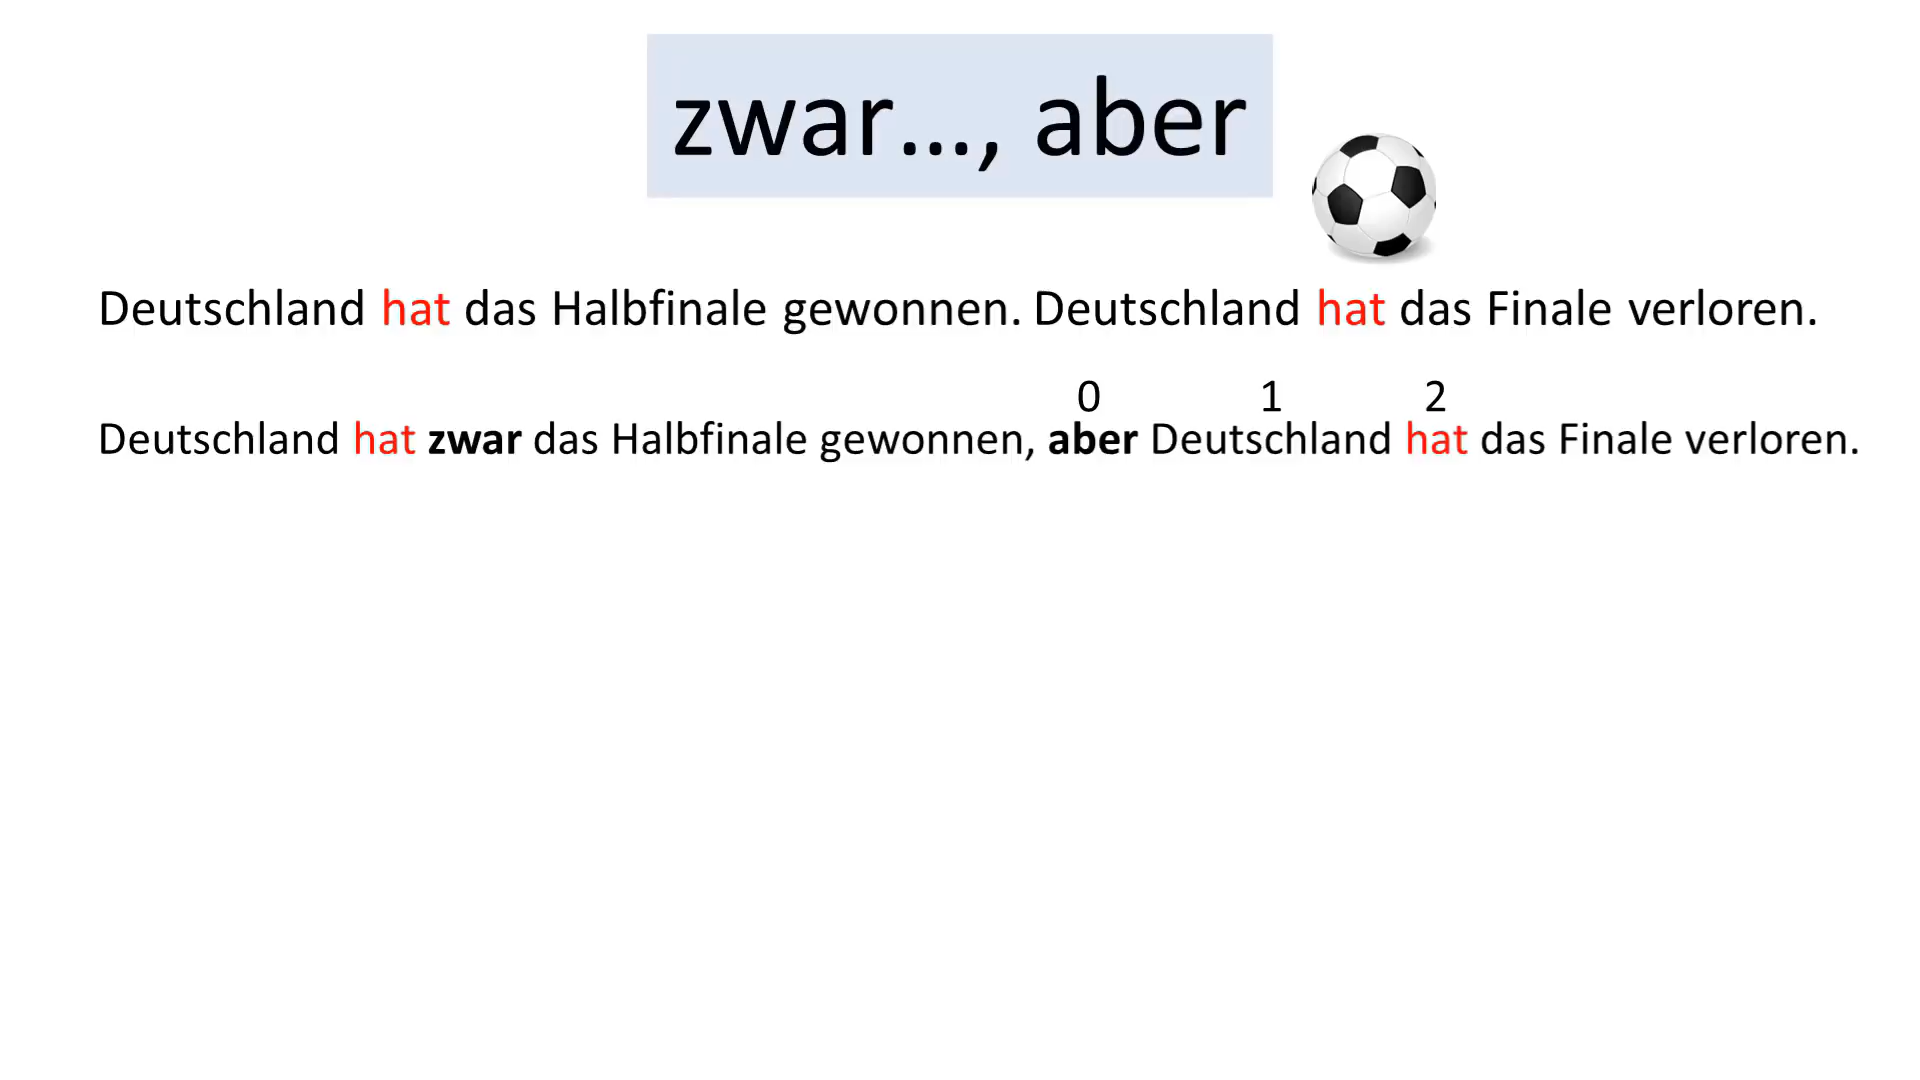 zwar..., aber
Deutschland hat das Halbfinale gewonnen. Deutschland hat das Finale verloren.
0 1 2
Deutschland hat zwar das Halbfinale gewonnen, aber Deutschland hat das Finale verloren.